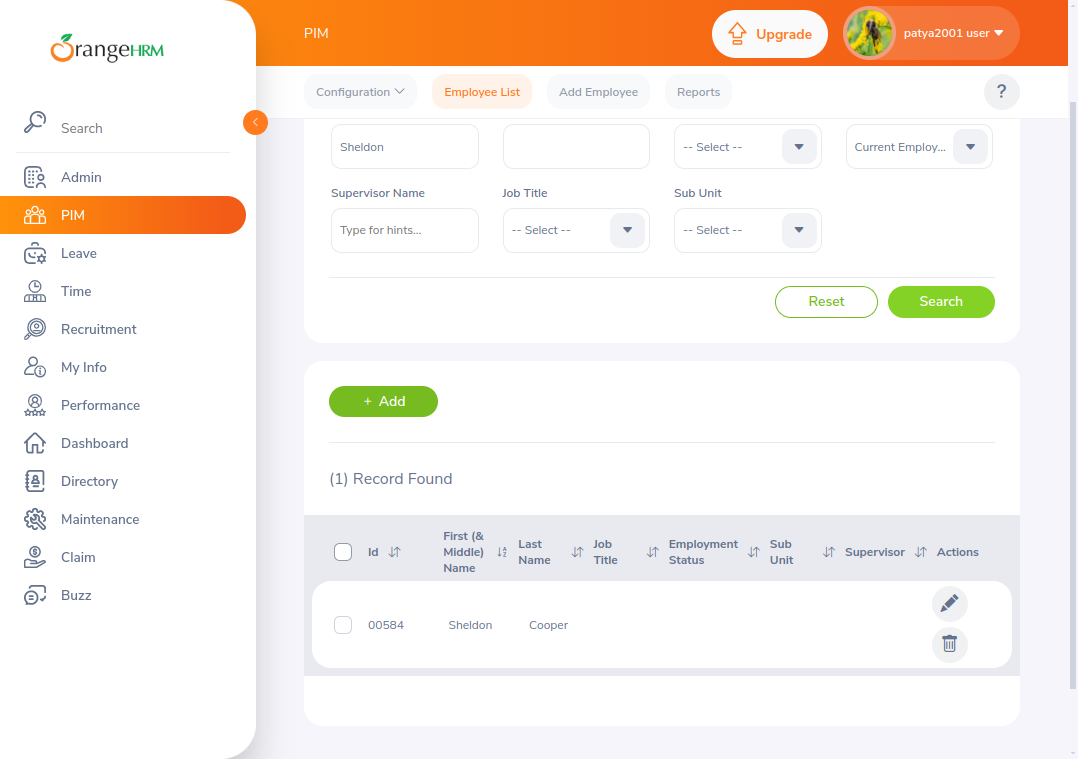 OrangeHRM
PIM
Upgrade
patya2001 user
Search
Admin
PIM
Leave
Time
Recruitment
My Info
Performance
Dashboard
Directory
Maintenance
Claim
Buzz
Configuration
Employee List
Add Employee
Reports
?
Sheldon
-- Select --
Current Employ...
Supervisor Name
Job Title
Sub Unit
Type for hints...
-- Select --
-- Select --
Reset
Search
+ Add
(1) Record Found
Id
First (& Middle) Name
Last Name
Job Title
Employment Status
Sub Unit
Supervisor
Actions
00584
Sheldon
Cooper